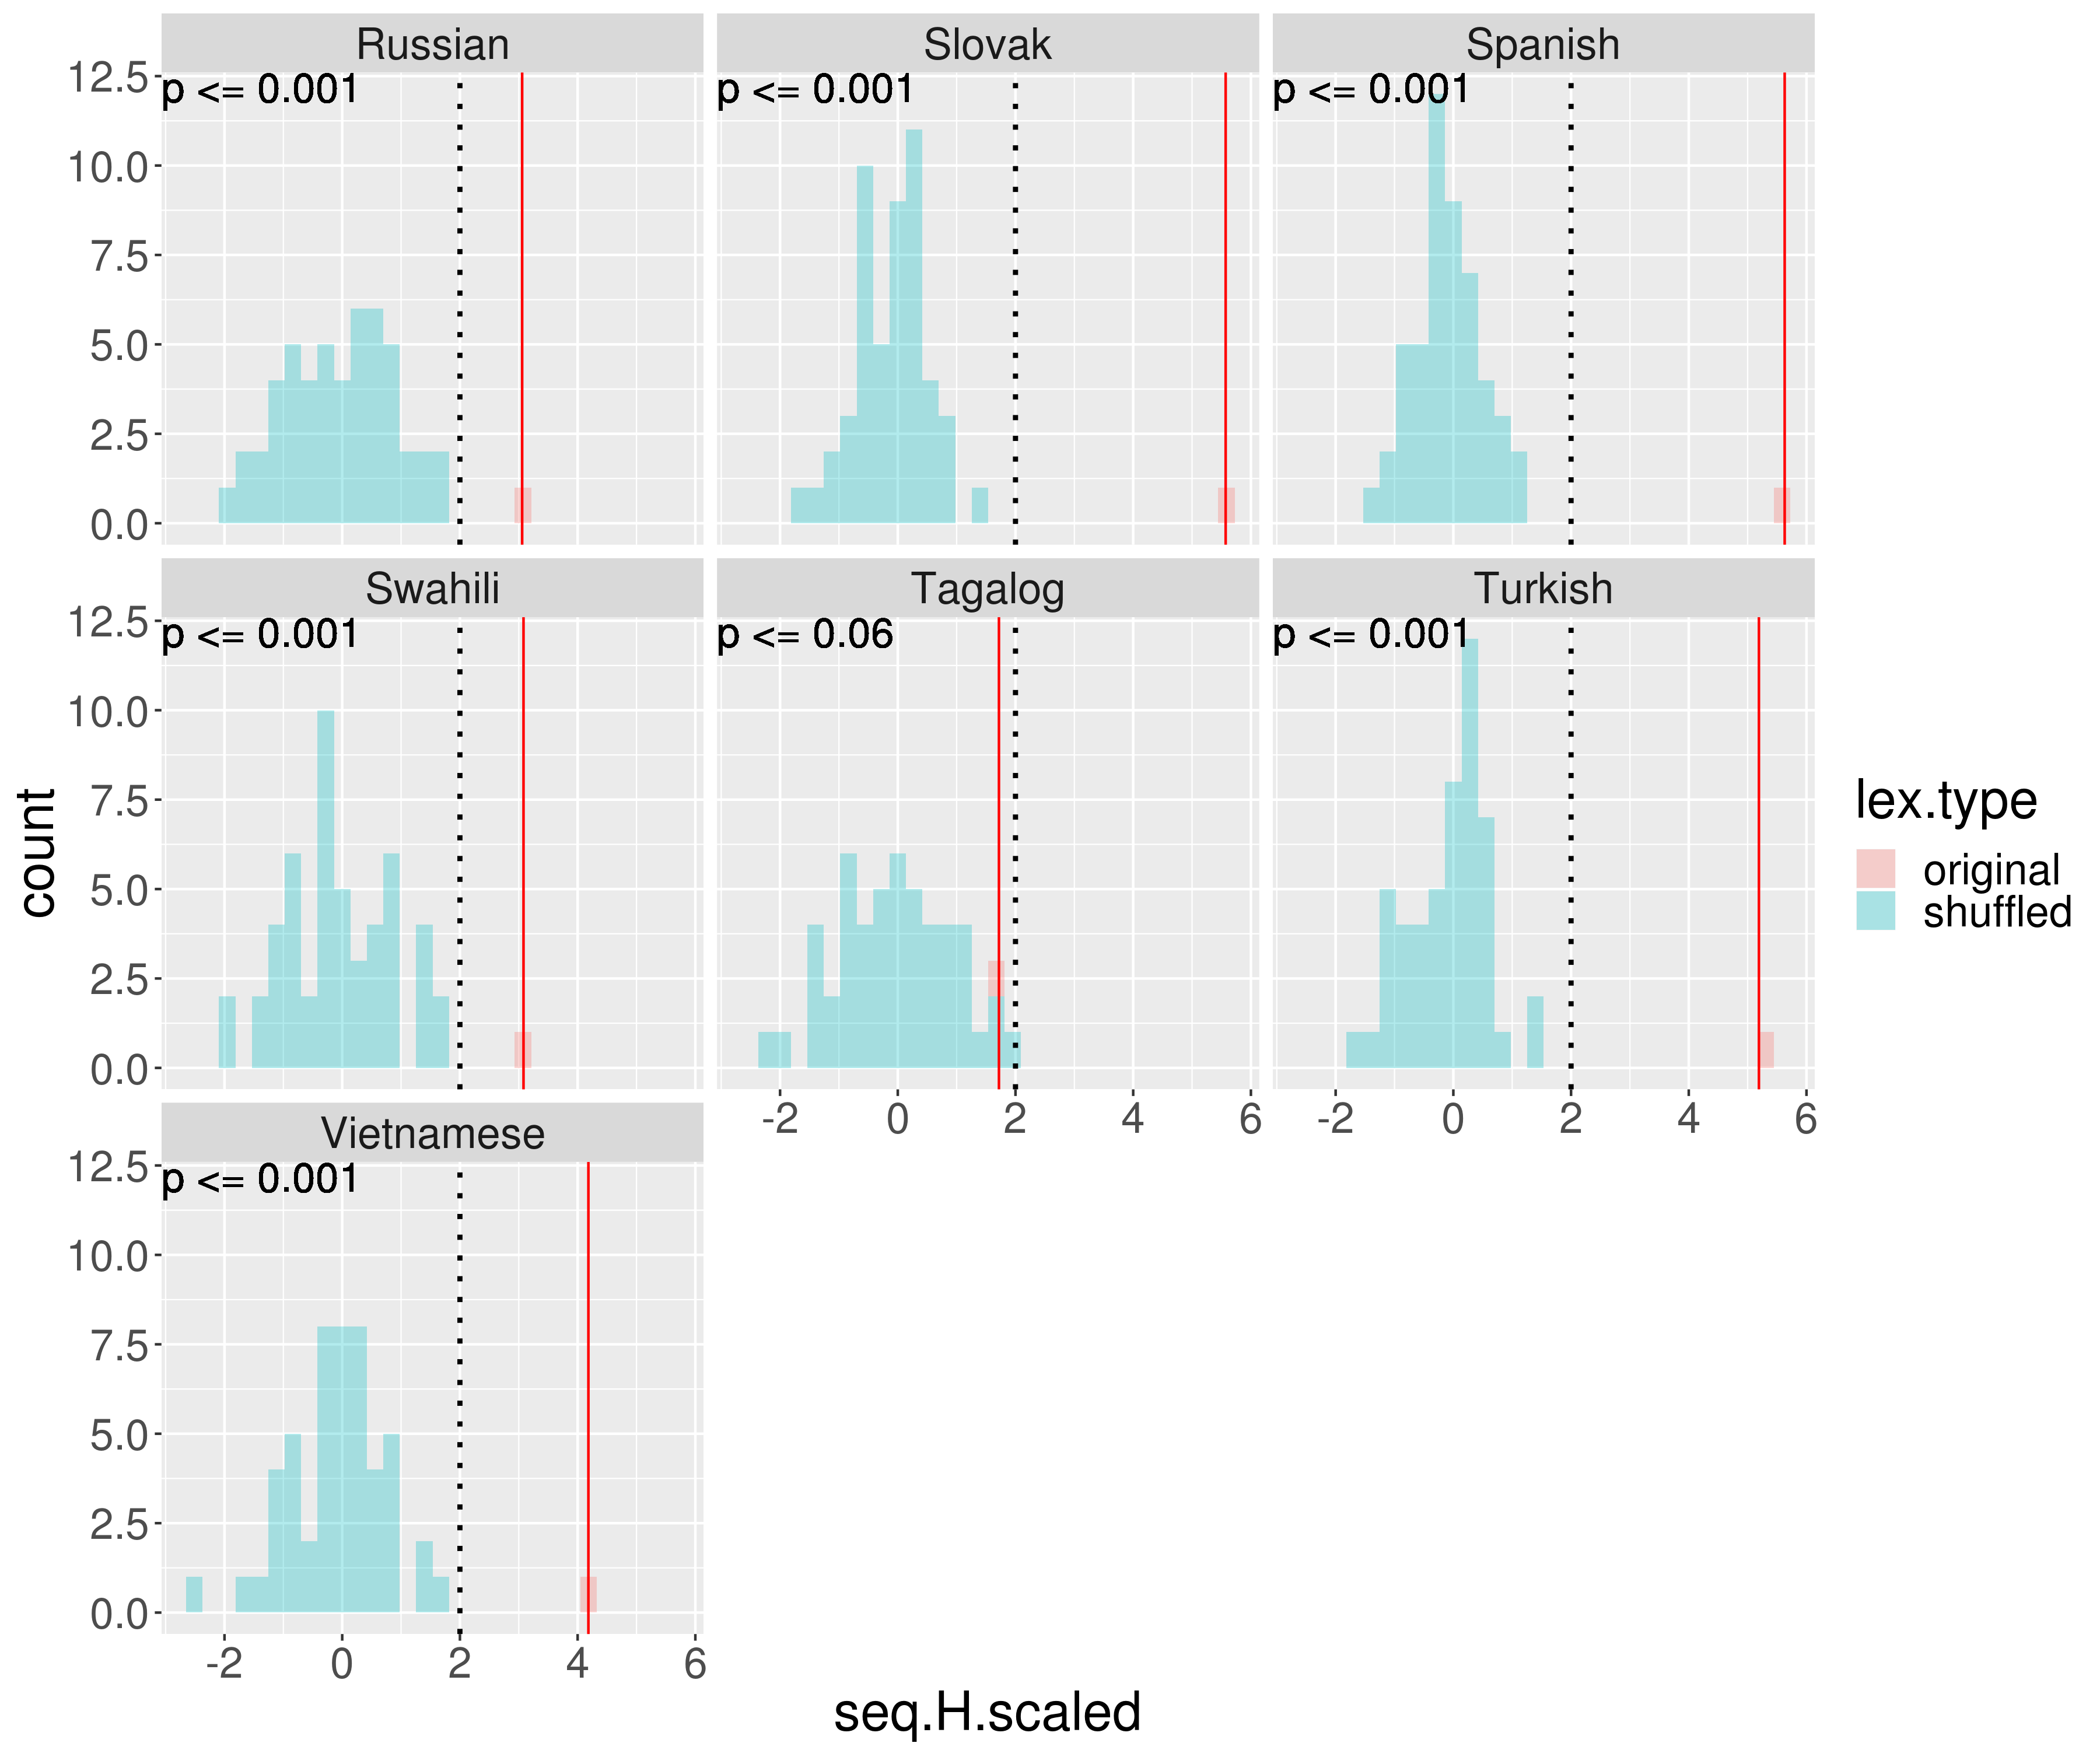 Russian
Slovak
Spanish
12.5
10.0
7.5
5.0
2.5
0.0
p <= 0.001
p <= 0.001
p <= 0.001
Swahili
Tagalog
Turkish
12.5
10.0
7.5
5.0
2.5
0.0
p <= 0.001
p <= 0.06
p <= 0.001
-2 0 2 4 6
-2 0 2 4 6
Vietnamese
12.5
10.0
7.5
5.0
2.5
0.0
p <= 0.001
-2 0 2 4 6
seq.H.scaled
count
lex.type
original
shuffled